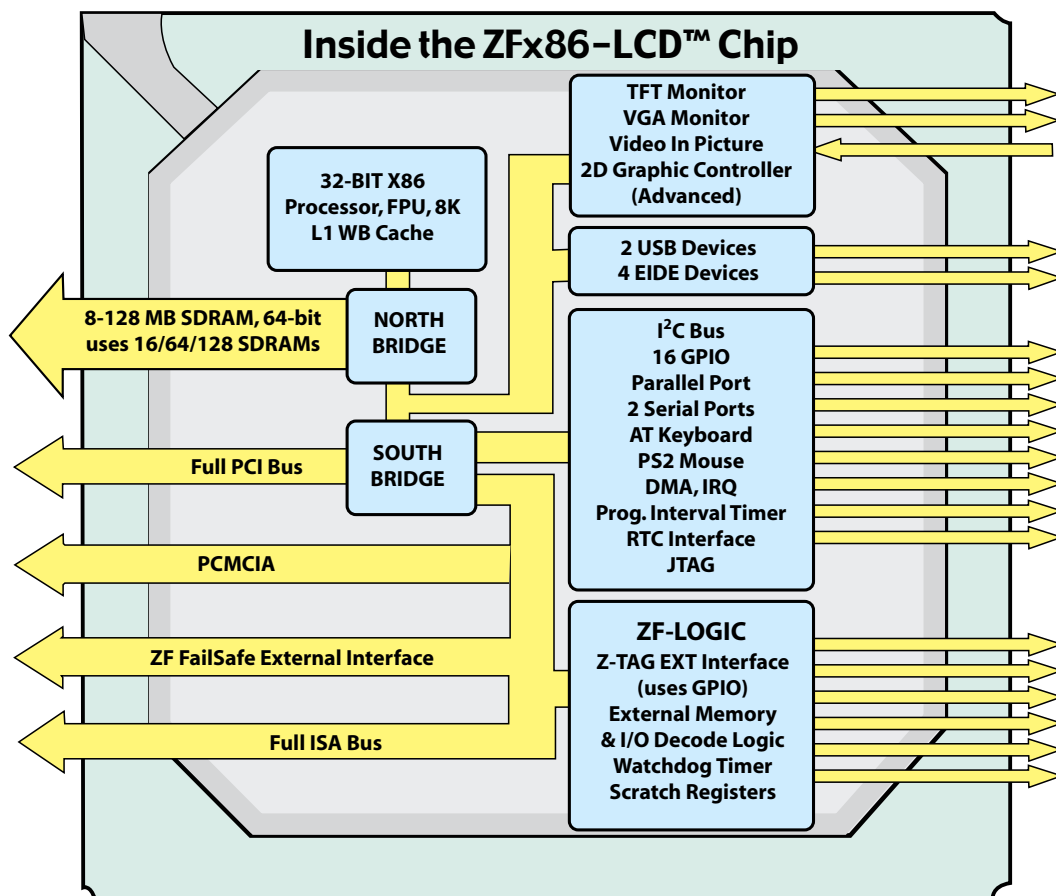 Inside the ZFx86–LCD™ Chip
TFT Monitor
VGA Monitor
Video In Picture
2D Graphic Controller
(Advanced)
32-BIT X86
Processor, FPU, 8K
L1 WB Cache
2 USB Devices
4 EIDE Devices
8-128 MB SDRAM, 64-bit
uses 16/64/128 SDRAMs
NORTH
BRIDGE
I²C Bus
16 GPIO
Parallel Port
2 Serial Ports
AT Keyboard
PS2 Mouse
DMA, IRQ
Prog. Interval Timer
RTC Interface
JTAG
Full PCI Bus
SOUTH
BRIDGE
PCMCIA
ZF FailSafe External Interface
Full ISA Bus
ZF-LOGIC
Z-TAG EXT Interface
(uses GPIO)
External Memory
& I/O Decode Logic
Watchdog Timer
Scratch Registers